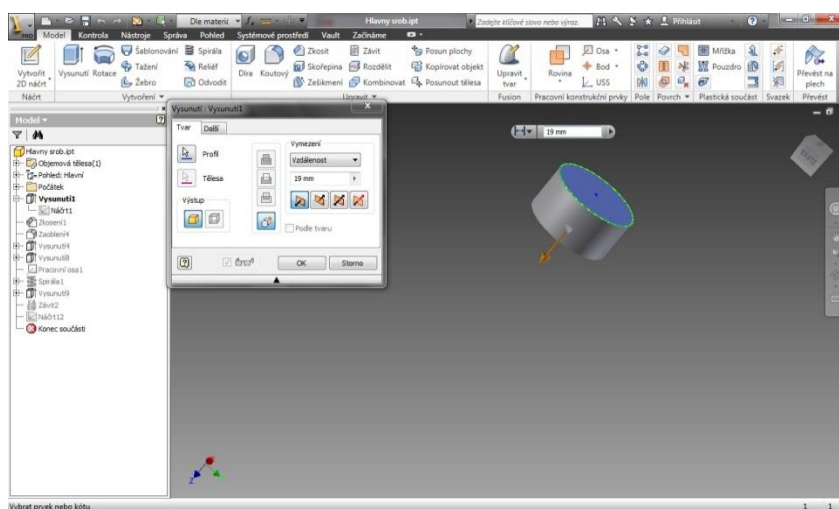 PRO
Dle materiá
Hlavny srob.ipt
Zadejte klíčové slovo nebo výraz.
Přihlásit
Model Kontrola Nástroje Správa Pohled Systémové prostředí Vault Začínáme
Vytvořit 2D náčrt
Vysunutí
Rotace
Šablonování
Tažení
Žebro
Spirála
Reliéf
Odvodit
Díra
Koutový
Zkosit
Skořepina
Zešikmení
Závit
Rozdělit
Kombinovat
Posun plochy
Kopírovat objekt
Posunout tělesa
Upravit tvar
Rovina
Osa
Bod
USS
Mřížka
Pouzdro
Převést na plech
Náčrt
Vytvoření
Upravit
Fusion
Pracovní konstrukční prvky
Pole
Povrch
Plastická součást
Svazek
Převést
Model
Hlavny srob.ipt
Objemová tělesa(1)
Pohled: Hlavní
Počátek
Vysunutí1
Náčrt1
Zkosení1
Zaoblení4
Vysunutí4
Vysunutí8
Pracovní osa1
Spirála1
Vysunutí9
Závit2
Náčrt12
Konec součásti
Vysunutí : Vysunutí1
X
Tvar
Další
Profil
Tělesa
Výstup
Vymezení
Vzdálenost
19 mm
Podle tvaru
OK
Storno
19 mm
Z
Vybrat prvek nebo kótu
1 1